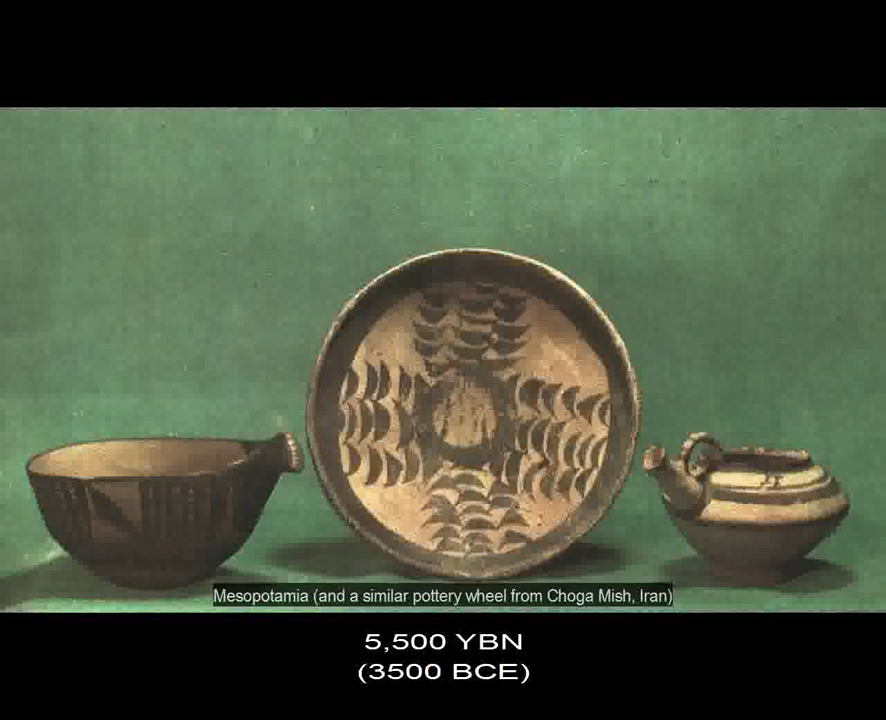 Mesopotamia (and a similar pottery wheel from Choga Mish, Iran)
5,500 YBN
(3500 BCE)